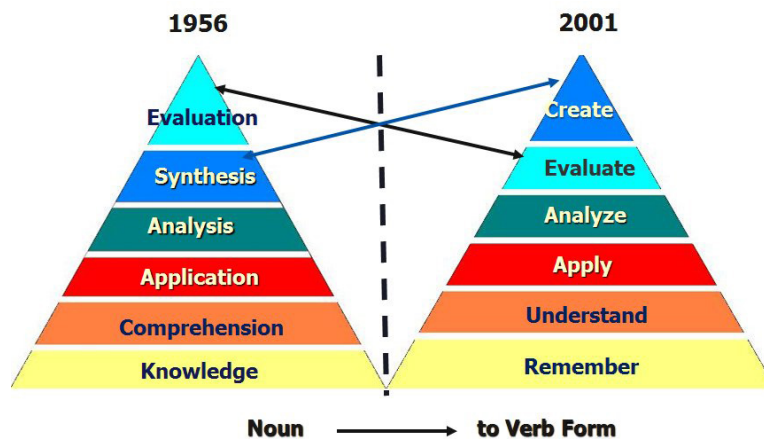 1956
2001
Evaluation
Synthesis
Analysis
Application
Comprehension
Knowledge
Create
Evaluate
Analyze
Apply
Understand
Remember
Noun to Verb Form